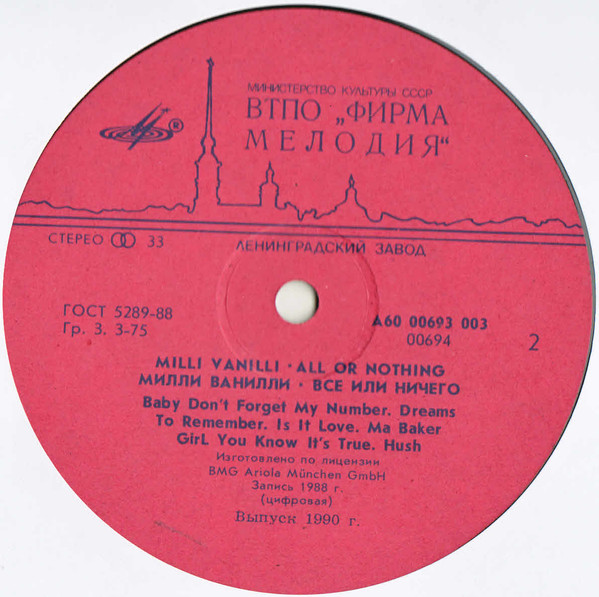 МИНИСТЕРСТВО КУЛЬТУРЫ СССР
ВТПО „ФИРМА
МЕЛОДИЯ“
®
СТЕРЕО 33
ЛЕНИНГРАДСКИЙ ЗАВОД
ГОСТ 5289-88
Гр. 3. 3-75
А60 00693 003
00694
2
MILLI VANILLI · ALL OR NOTHING
МИЛЛИ ВАНИЛЛИ · ВСЕ ИЛИ НИЧЕГО
Baby Don't Forget My Number. Dreams
To Remember. Is It Love. Ma Baker
GirL You Know It's True. Hush
Изготовлено по лицензии
BMG Ariola München GmbH
Запись 1988 г.
(цифровая)
Выпуск 1990 г.